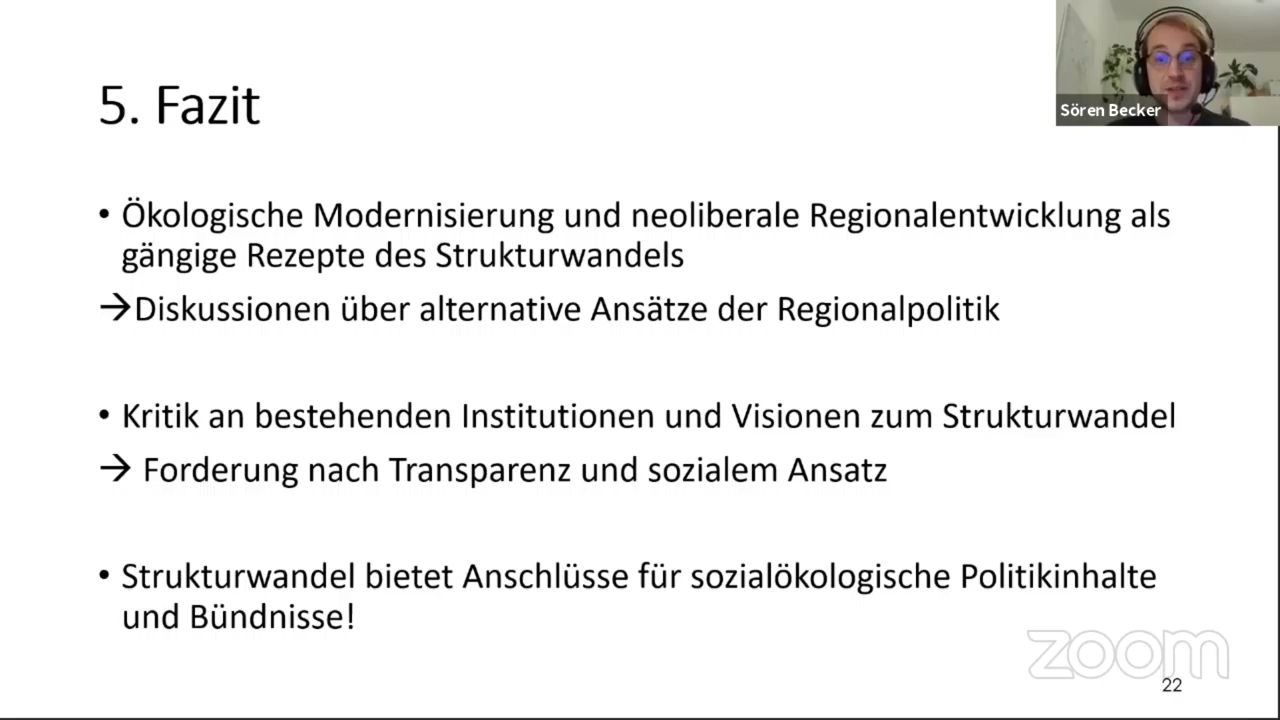 Sören Becker
5. Fazit
• Ökologische Modernisierung und neoliberale Regionalentwicklung als
gängige Rezepte des Strukturwandels
→Diskussionen über alternative Ansätze der Regionalpolitik
• Kritik an bestehenden Institutionen und Visionen zum Strukturwandel
→ Forderung nach Transparenz und sozialem Ansatz
• Strukturwandel bietet Anschlüsse für sozialökologische Politikinhalte
und Bündnisse!
zoom
22